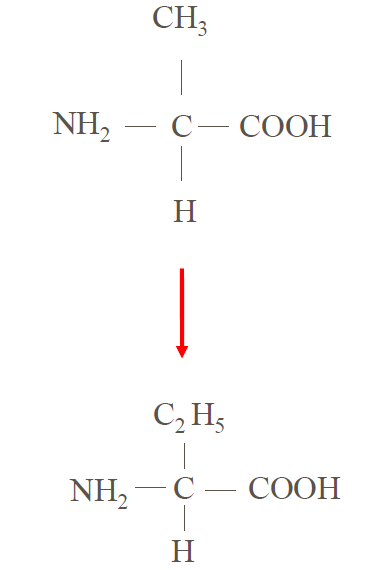 CH₃
NH₂ — C — COOH
H
C₂H₅
NH₂ — C — COOH
H